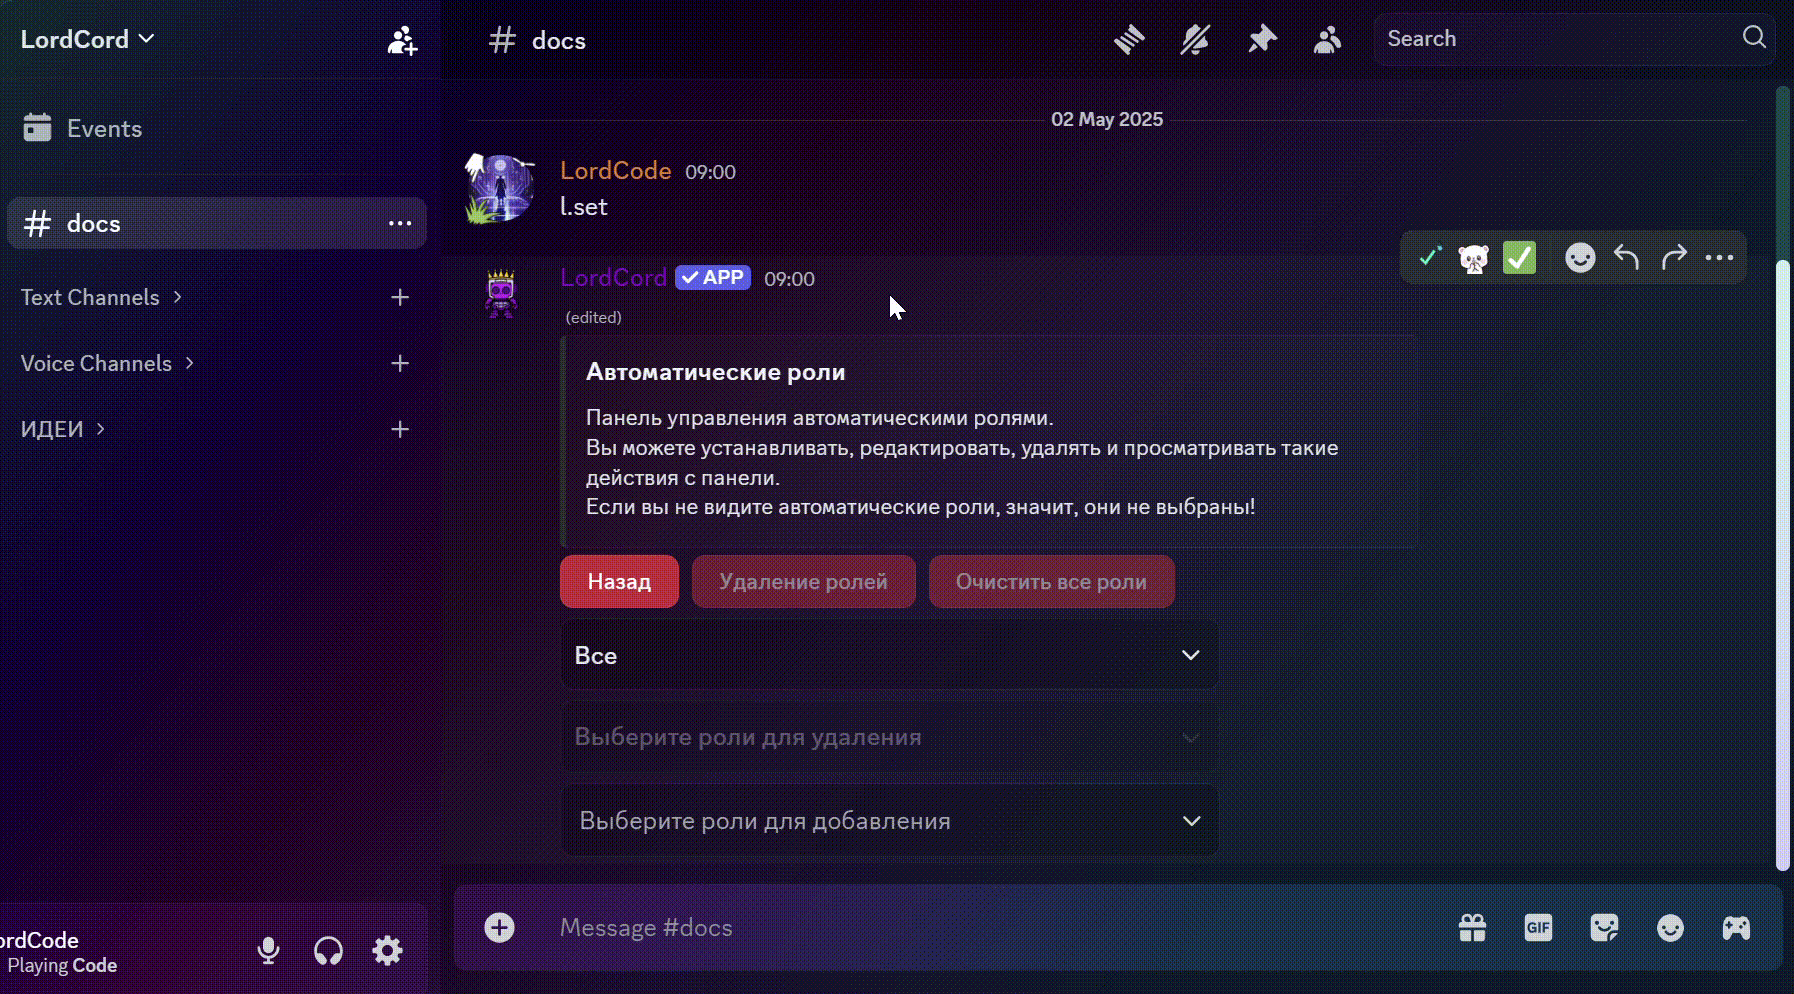 LordCord
Events
# docs
Text Channels
Voice Channels
ИДЕИ
ordCode
Playing Code
# docs
Search
02 May 2025
LordCode 09:00
l.set
LordCord APP 09:00
(edited)
Автоматические роли
Панель управления автоматическими ролями.
Вы можете устанавливать, редактировать, удалять и просматривать такие
действия с панели.
Если вы не видите автоматические роли, значит, они не выбраны!
Назад Удаление ролей Очистить все роли
Все
Выберите роли для удаления
Выберите роли для добавления
Message #docs
GIF